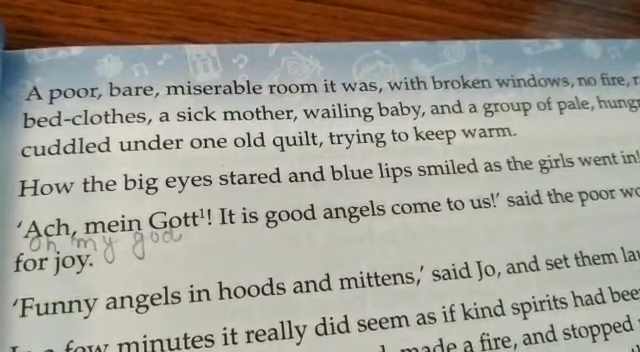 A poor, bare, miserable room it was, with broken windows, no fire,
bed-clothes, a sick mother, wailing baby, and a group of pale,
cuddled under one old quilt, trying to keep warm.
How the big eyes stared and blue lips smiled as the girls went in!
'Ach, mein Gott¹! It is good angels come to us!' said the poor
oh my god
for joy.
'Funny angels in hoods and mittens,' said Jo, and set them
few minutes it really did seem as if kind spirits had
made a fire, and stopped